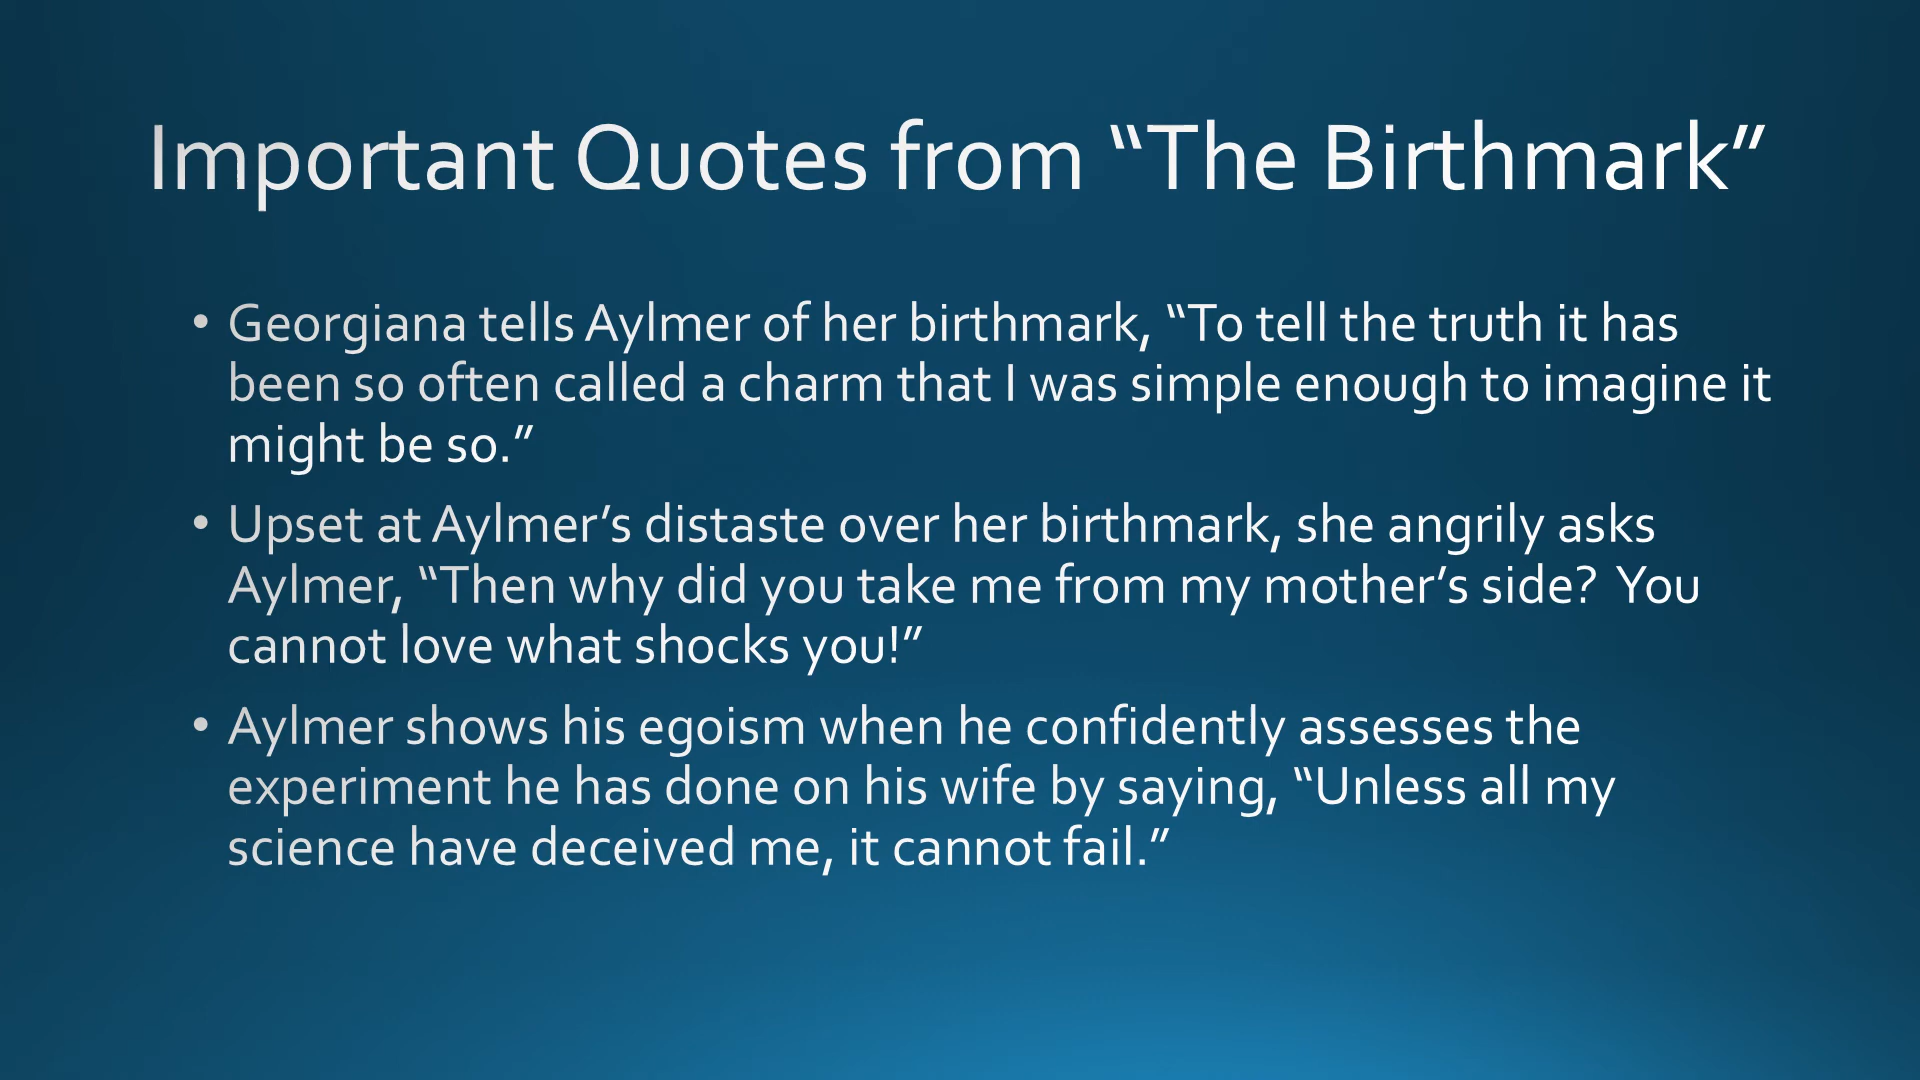 Important Quotes from “The Birthmark”
• Georgiana tells Aylmer of her birthmark, “To tell the truth it has
been so often called a charm that I was simple enough to imagine it
might be so.”
• Upset at Aylmer’s distaste over her birthmark, she angrily asks
Aylmer, “Then why did you take me from my mother’s side?  You
cannot love what shocks you!”
• Aylmer shows his egoism when he confidently assesses the
experiment he has done on his wife by saying, “Unless all my
science have deceived me, it cannot fail.”